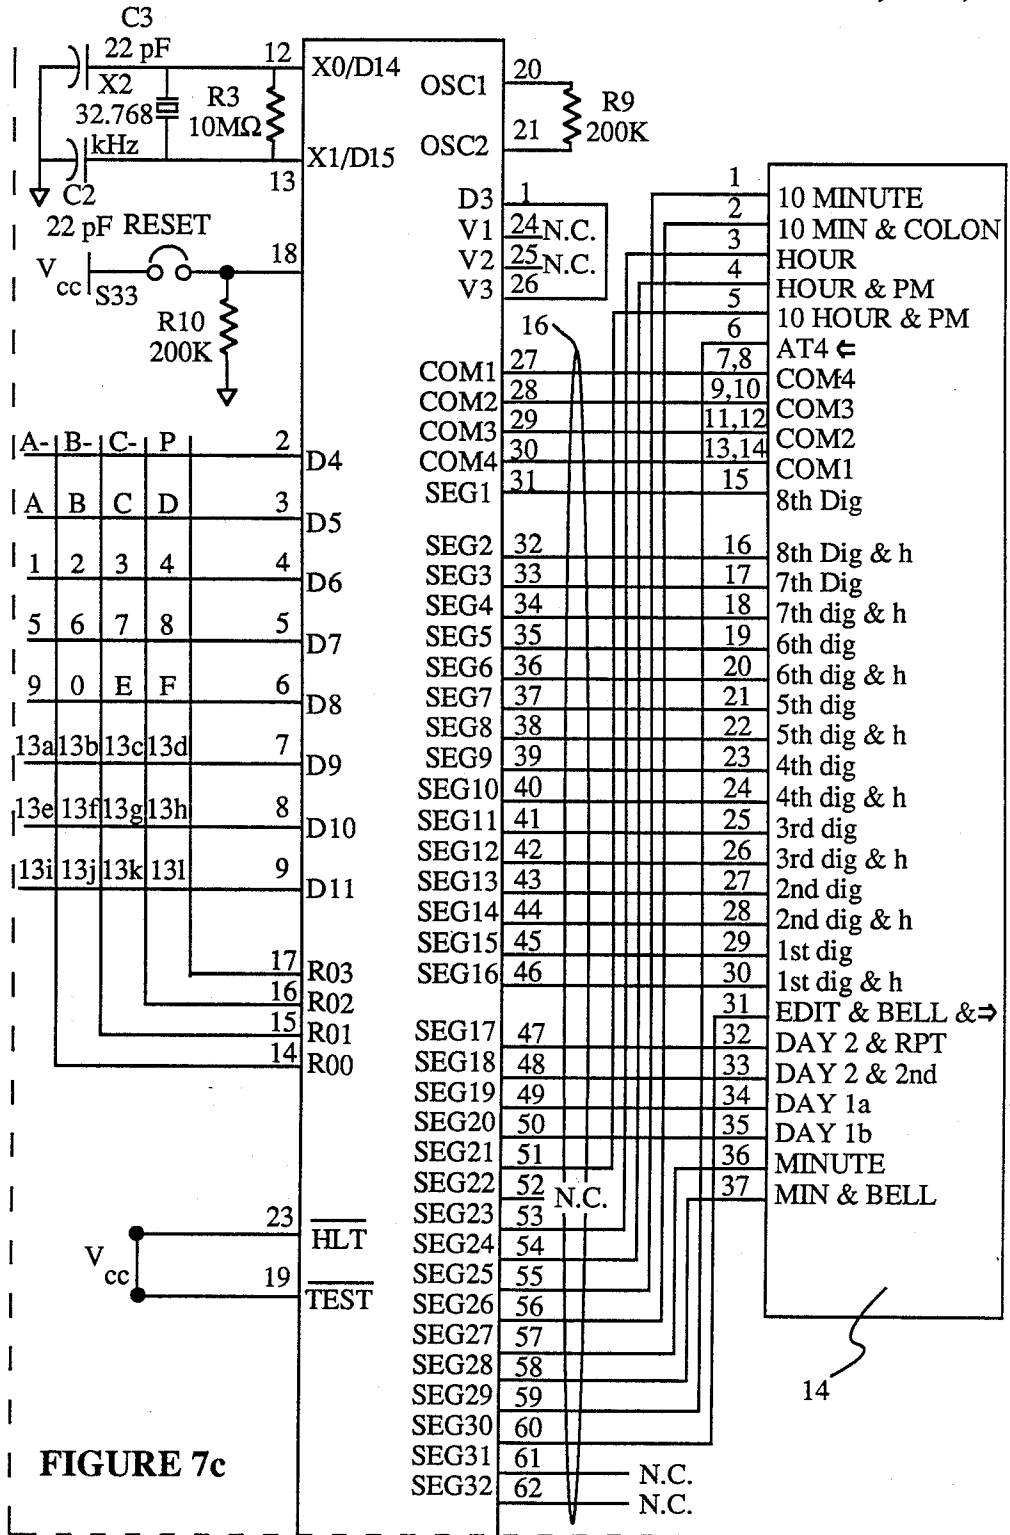 C3
22 pF
X2
32.768
kHz
R3
10MΩ
C2
22 pF RESET
Vcc
S33
R10
200K
12
X0/D14
X1/D15
13
18
A- B- C- P 2 D4
A B C D 3 D5
1 2 3 4 4 D6
5 6 7 8 5 D7
9 0 E F 6 D8
13a 13b 13c 13d 7 D9
13e 13f 13g 13h 8 D10
13i 13j 13k 13l 9 D11
17 R03
16 R02
15 R01
14 R00
23 HLT
Vcc
19 TEST
OSC1 20
R9
200K
OSC2 21
D3 1
V1 24 N.C.
V2 25 N.C.
V3 26
16
COM1 27
COM2 28
COM3 29
COM4 30
SEG1 31
SEG2 32
SEG3 33
SEG4 34
SEG5 35
SEG6 36
SEG7 37
SEG8 38
SEG9 39
SEG10 40
SEG11 41
SEG12 42
SEG13 43
SEG14 44
SEG15 45
SEG16 46
SEG17 47
SEG18 48
SEG19 49
SEG20 50
SEG21 51
SEG22 52 N.C.
SEG23 53
SEG24 54
SEG25 55
SEG26 56
SEG27 57
SEG28 58
SEG29 59
SEG30 60
SEG31 61 N.C.
SEG32 62 N.C.
1 10 MINUTE
2 10 MIN & COLON
3 HOUR
4 HOUR & PM
5 10 HOUR & PM
6 AT4 ⇐
7,8 COM4
9,10 COM3
11,12 COM2
13,14 COM1
15 8th Dig
16 8th Dig & h
17 7th Dig
18 7th dig & h
19 6th dig
20 6th dig & h
21 5th dig
22 5th dig & h
23 4th dig
24 4th dig & h
25 3rd dig
26 3rd dig & h
27 2nd dig
28 2nd dig & h
29 1st dig
30 1st dig & h
31 EDIT & BELL &⇒
32 DAY 2 & RPT
33 DAY 2 & 2nd
34 DAY 1a
35 DAY 1b
36 MINUTE
37 MIN & BELL
14
FIGURE 7c